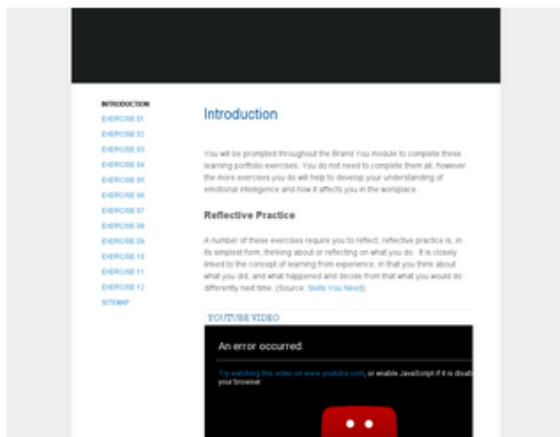 INTRODUCTION
EXERCISE 01
EXERCISE 02
EXERCISE 03
EXERCISE 04
EXERCISE 05
EXERCISE 06
EXERCISE 07
EXERCISE 08
EXERCISE 09
EXERCISE 10
EXERCISE 11
EXERCISE 12
SITEMAP
Introduction
You will be prompted throughout the Brand You module to complete these
learning portfolio exercises. You do not need to complete them all, however
the more exercises you do will help to develop your understanding of
emotional intelligence and how it affects you in the workplace.
Reflective Practice
A number of these exercises require you to reflect, reflective practice is, in
its simplest form, thinking about or reflecting on what you do. It is closely
linked to the concept of learning from experience, in that you think about
what you did, and what happened and decide from that what you would do
differently next time. (Source: Skills You Need)
YOUTUBE VIDEO
An error occurred.
Try watching this video on www.youtube.com, or enable JavaScript if it is disab
your browser.